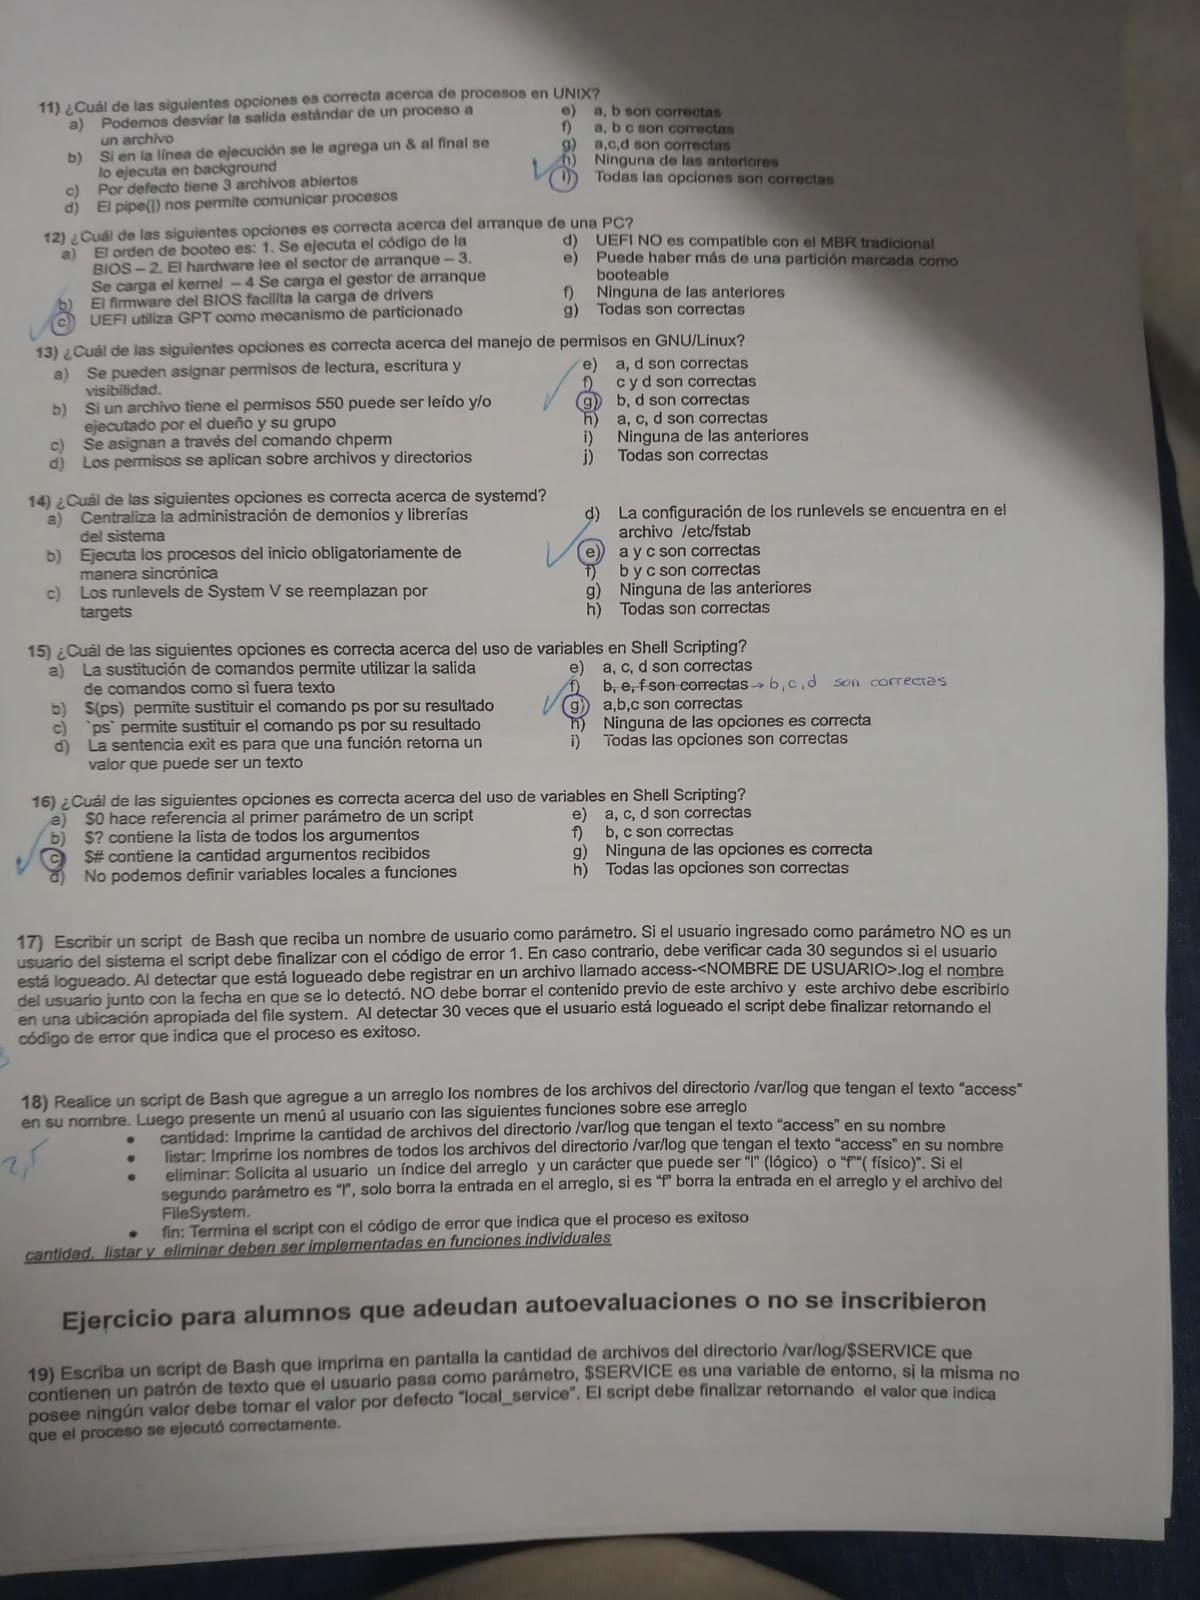 11) ¿Cuál de las siguientes opciones es correcta acerca de procesos en UNIX?
a) Podemos desviar la salida estándar de un proceso a
un archivo
b) Si en la línea de ejecución se le agrega un & al final se
lo ejecuta en background
c) Por defecto tiene 3 archivos abiertos
d) El pipe(|) nos permite comunicar procesos
e) a, b son correctas
f) a, b c son correctas
g) a,c,d son correctas
h) Ninguna de las anteriores
i) Todas las opciones son correctas
12) ¿Cuál de las siguientes opciones es correcta acerca del arranque de una PC?
a) El orden de booteo es: 1. Se ejecuta el código de la
BIOS – 2. El hardware lee el sector de arranque – 3.
Se carga el kernel – 4 Se carga el gestor de arranque
b) El firmware del BIOS facilita la carga de drivers
c) UEFI utiliza GPT como mecanismo de particionado
d) UEFI NO es compatible con el MBR tradicional
e) Puede haber más de una partición marcada como
booteable
f) Ninguna de las anteriores
g) Todas son correctas
13) ¿Cuál de las siguientes opciones es correcta acerca del manejo de permisos en GNU/Linux?
a) Se pueden asignar permisos de lectura, escritura y
visibilidad.
b) Si un archivo tiene el permisos 550 puede ser leído y/o
ejecutado por el dueño y su grupo
c) Se asignan a través del comando chperm
d) Los permisos se aplican sobre archivos y directorios
e) a, d son correctas
f) c y d son correctas
g) b, d son correctas
h) a, c, d son correctas
i) Ninguna de las anteriores
j) Todas son correctas
14) ¿Cuál de las siguientes opciones es correcta acerca de systemd?
a) Centraliza la administración de demonios y librerías
del sistema
b) Ejecuta los procesos del inicio obligatoriamente de
manera sincrónica
c) Los runlevels de System V se reemplazan por
targets
d) La configuración de los runlevels se encuentra en el
archivo /etc/fstab
e) a y c son correctas
f) b y c son correctas
g) Ninguna de las anteriores
h) Todas son correctas
15) ¿Cuál de las siguientes opciones es correcta acerca del uso de variables en Shell Scripting?
a) La sustitución de comandos permite utilizar la salida
de comandos como si fuera texto
b) $(ps) permite sustituir el comando ps por su resultado
c) `ps` permite sustituir el comando ps por su resultado
d) La sentencia exit es para que una función retorna un
valor que puede ser un texto
e) a, c, d son correctas
f) b, e, f son correctas → b, c, d son correctas
g) a,b,c son correctas
h) Ninguna de las opciones es correcta
i) Todas las opciones son correctas
16) ¿Cuál de las siguientes opciones es correcta acerca del uso de variables en Shell Scripting?
a) $0 hace referencia al primer parámetro de un script
b) $? contiene la lista de todos los argumentos
c) $# contiene la cantidad argumentos recibidos
d) No podemos definir variables locales a funciones
e) a, c, d son correctas
f) b, c son correctas
g) Ninguna de las opciones es correcta
h) Todas las opciones son correctas
17) Escribir un script de Bash que reciba un nombre de usuario como parámetro. Si el usuario ingresado como parámetro NO es un
usuario del sistema el script debe finalizar con el código de error 1. En caso contrario, debe verificar cada 30 segundos si el usuario
está logueado. Al detectar que está logueado debe registrar en un archivo llamado access-<NOMBRE DE USUARIO>.log el nombre
del usuario junto con la fecha en que se lo detectó. NO debe borrar el contenido previo de este archivo y este archivo debe escribirlo
en una ubicación apropiada del file system. Al detectar 30 veces que el usuario está logueado el script debe finalizar retornando el
código de error que indica que el proceso es exitoso.
18) Realice un script de Bash que agregue a un arreglo los nombres de los archivos del directorio /var/log que tengan el texto “access”
en su nombre. Luego presente un menú al usuario con las siguientes funciones sobre ese arreglo
• cantidad: Imprime la cantidad de archivos del directorio /var/log que tengan el texto “access” en su nombre
• listar: Imprime los nombres de todos los archivos del directorio /var/log que tengan el texto “access” en su nombre
2,5
• eliminar: Solicita al usuario un índice del arreglo y un carácter que puede ser “l” (lógico) o “f”“( físico)”. Si el
segundo parámetro es “l”, solo borra la entrada en el arreglo, si es “f” borra la entrada en el arreglo y el archivo del
FileSystem.
• fin: Termina el script con el código de error que indica que el proceso es exitoso
cantidad, listar y eliminar deben ser implementadas en funciones individuales
Ejercicio para alumnos que adeudan autoevaluaciones o no se inscribieron
19) Escriba un script de Bash que imprima en pantalla la cantidad de archivos del directorio /var/log/$SERVICE que
contienen un patrón de texto que el usuario pasa como parámetro, $SERVICE es una variable de entorno, si la misma no
posee ningún valor debe tomar el valor por defecto “local_service”. El script debe finalizar retornando el valor que indica
que el proceso se ejecutó correctamente.